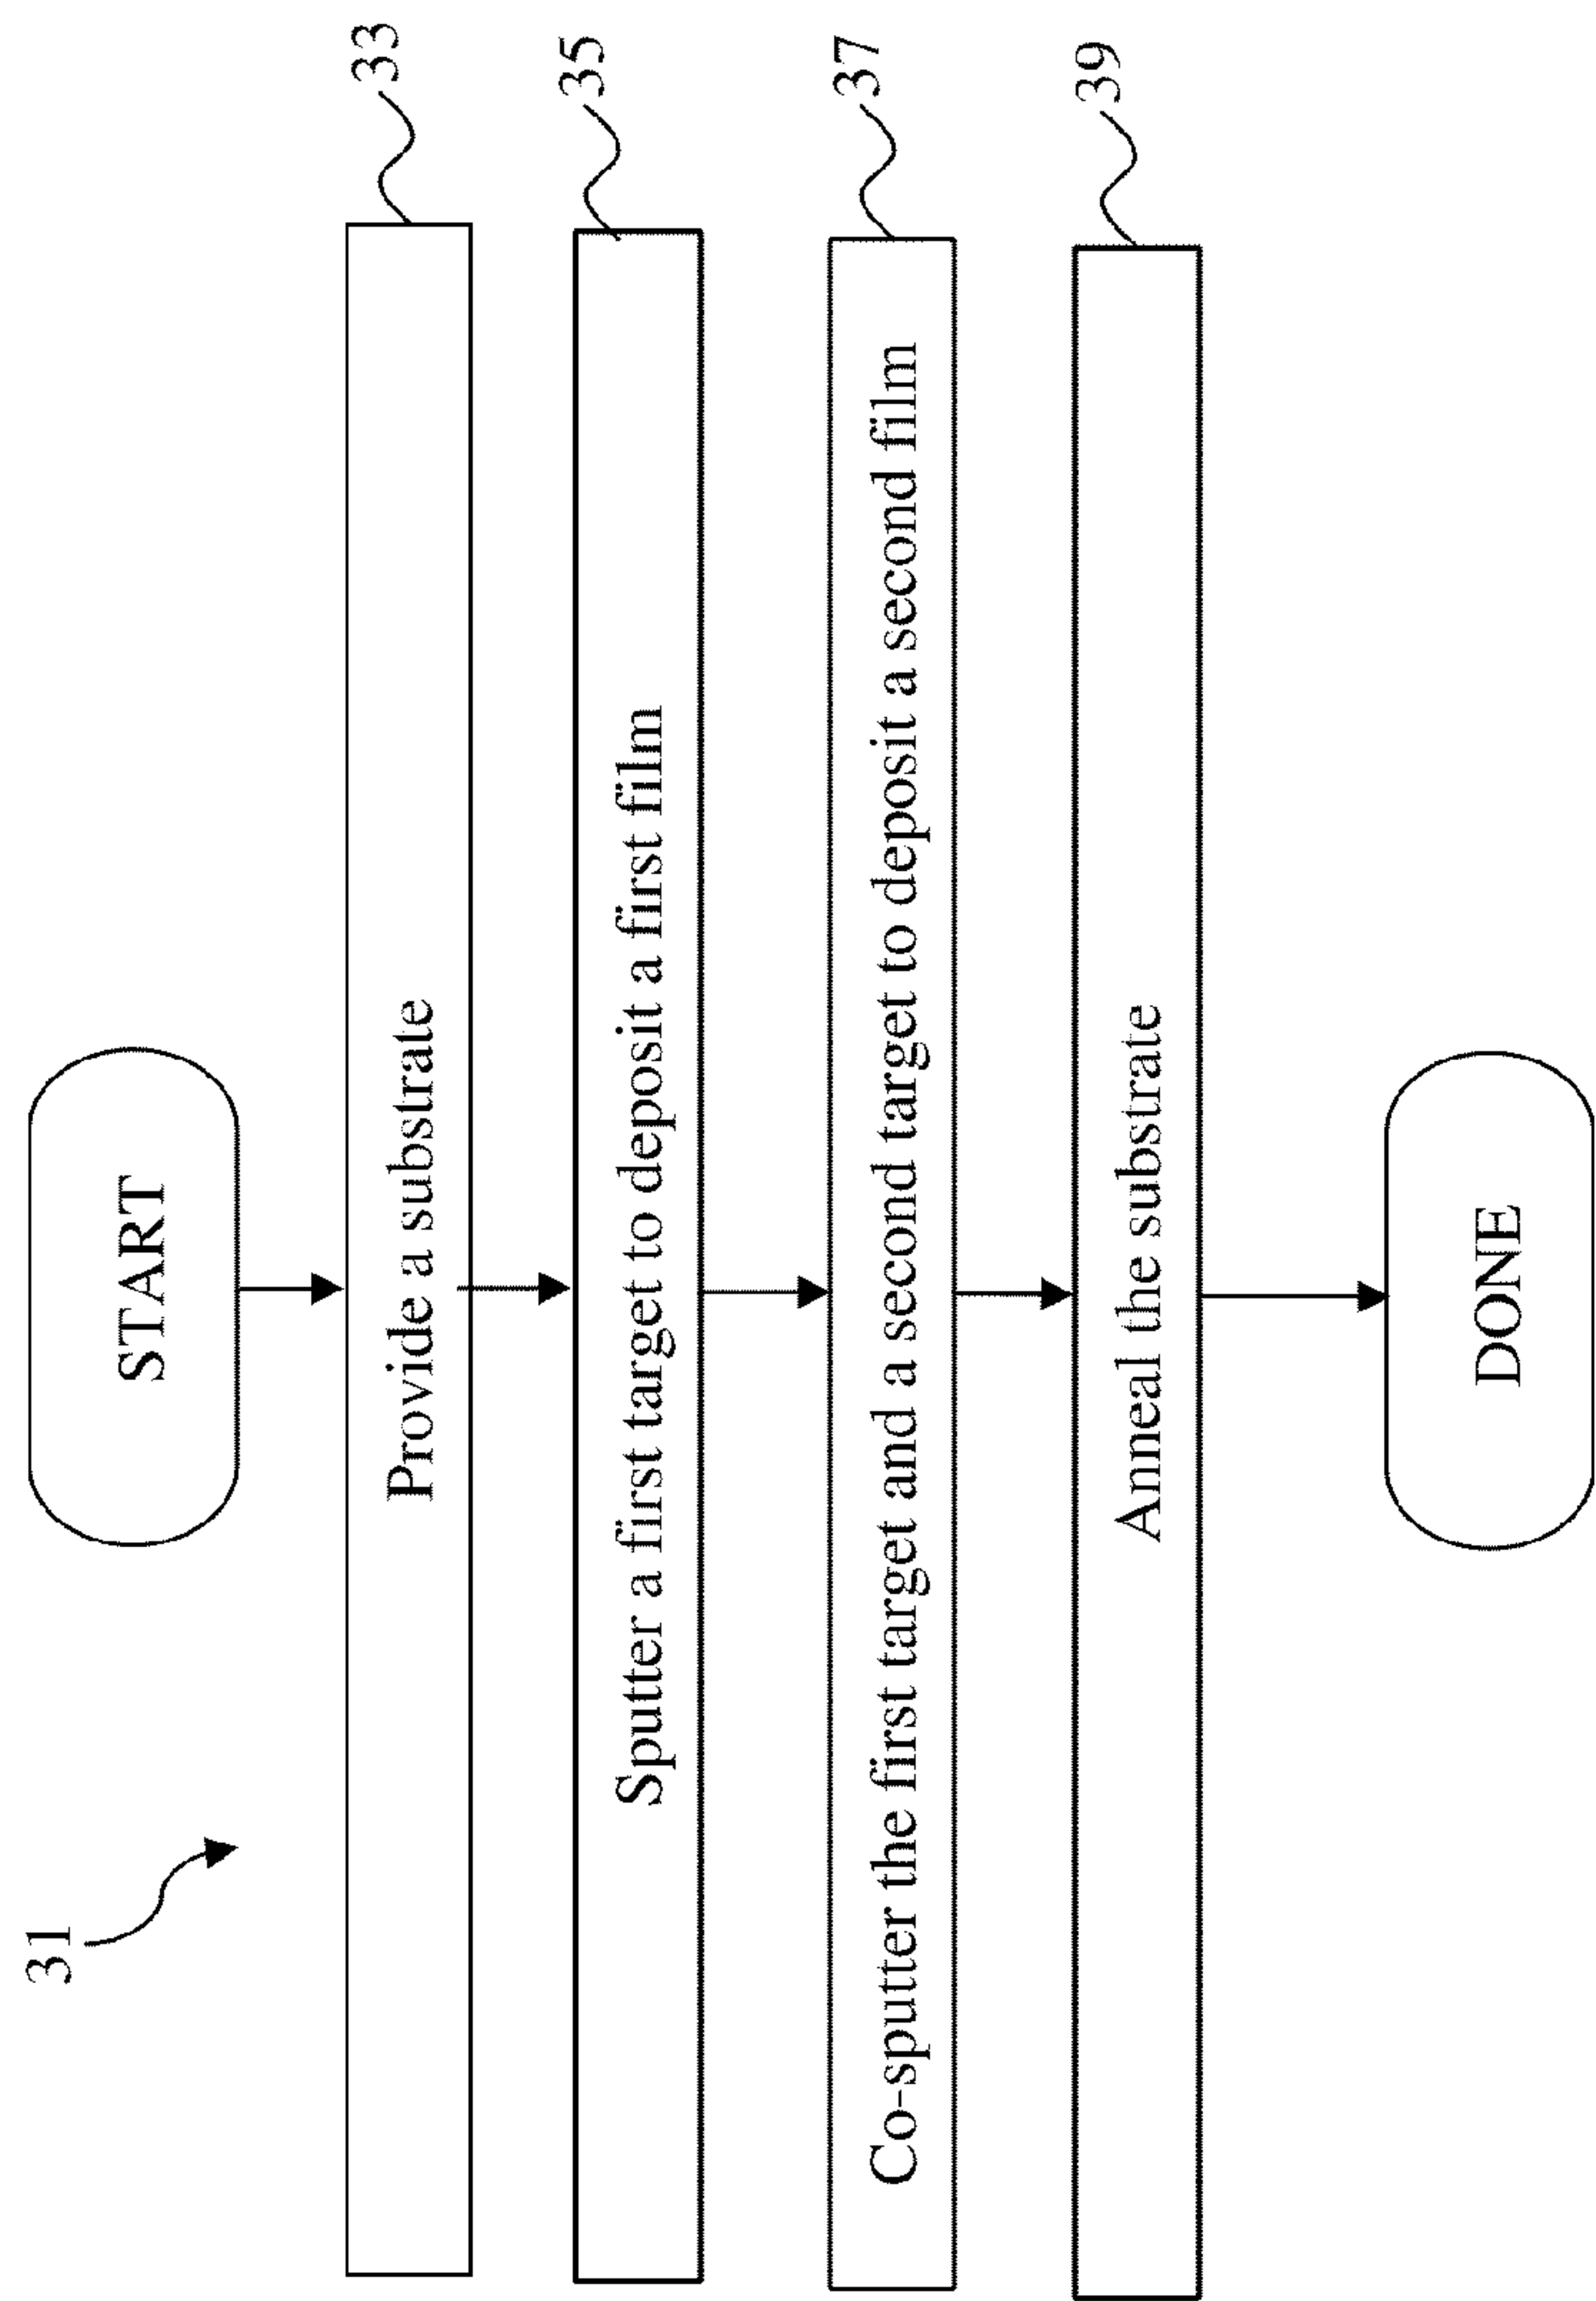 31
START
Provide a substrate
33
Sputter a first target to deposit a first film
35
Co-sputter the first target and a second target to deposit a second film
37
Anneal the substrate
39
DONE